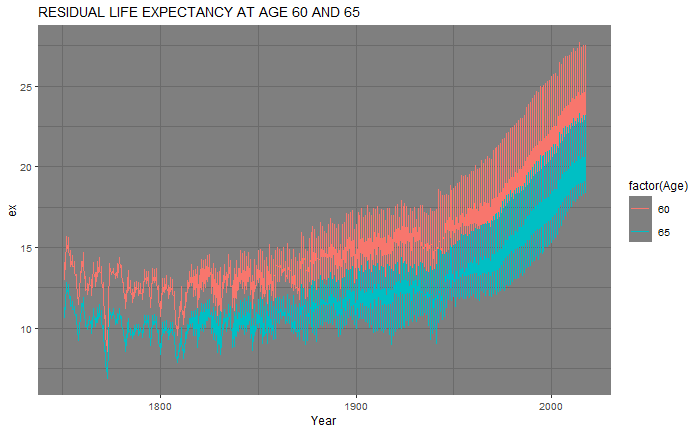 RESIDUAL LIFE EXPECTANCY AT AGE 60 AND 65
25
20
15
10
ex
1800
1900
2000
Year
factor(Age)
60
65